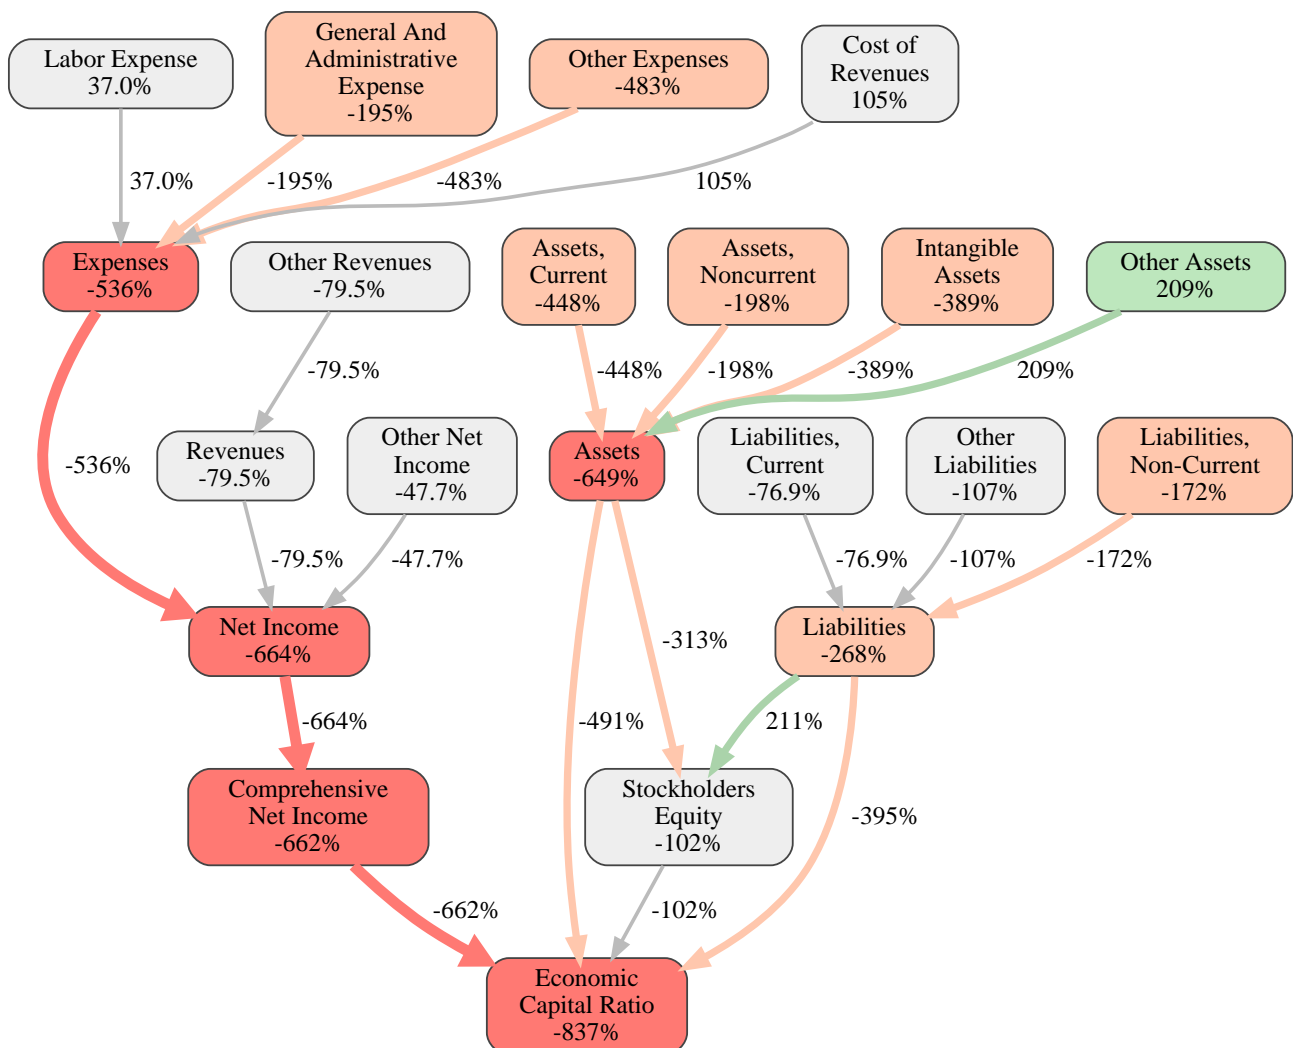 Labor Expense
37.0%
General And
Administrative
Expense
-195%
Other Expenses
-483%
Cost of
Revenues
105%
37.0%
-195%
-483%
105%
Expenses
-536%
Other Revenues
-79.5%
Assets,
Current
-448%
Assets,
Noncurrent
-198%
Intangible
Assets
-389%
Other Assets
209%
-79.5%
-448%
-198%
-389%
209%
-536%
Revenues
-79.5%
Other Net
Income
-47.7%
Assets
-649%
Liabilities,
Current
-76.9%
Other
Liabilities
-107%
Liabilities,
Non-Current
-172%
-79.5%
-47.7%
-76.9%
-107%
-172%
Net Income
-664%
-313%
Liabilities
-268%
-664%
-491%
211%
Comprehensive
Net Income
-662%
Stockholders
Equity
-102%
-395%
-662%
-102%
Economic
Capital Ratio
-837%